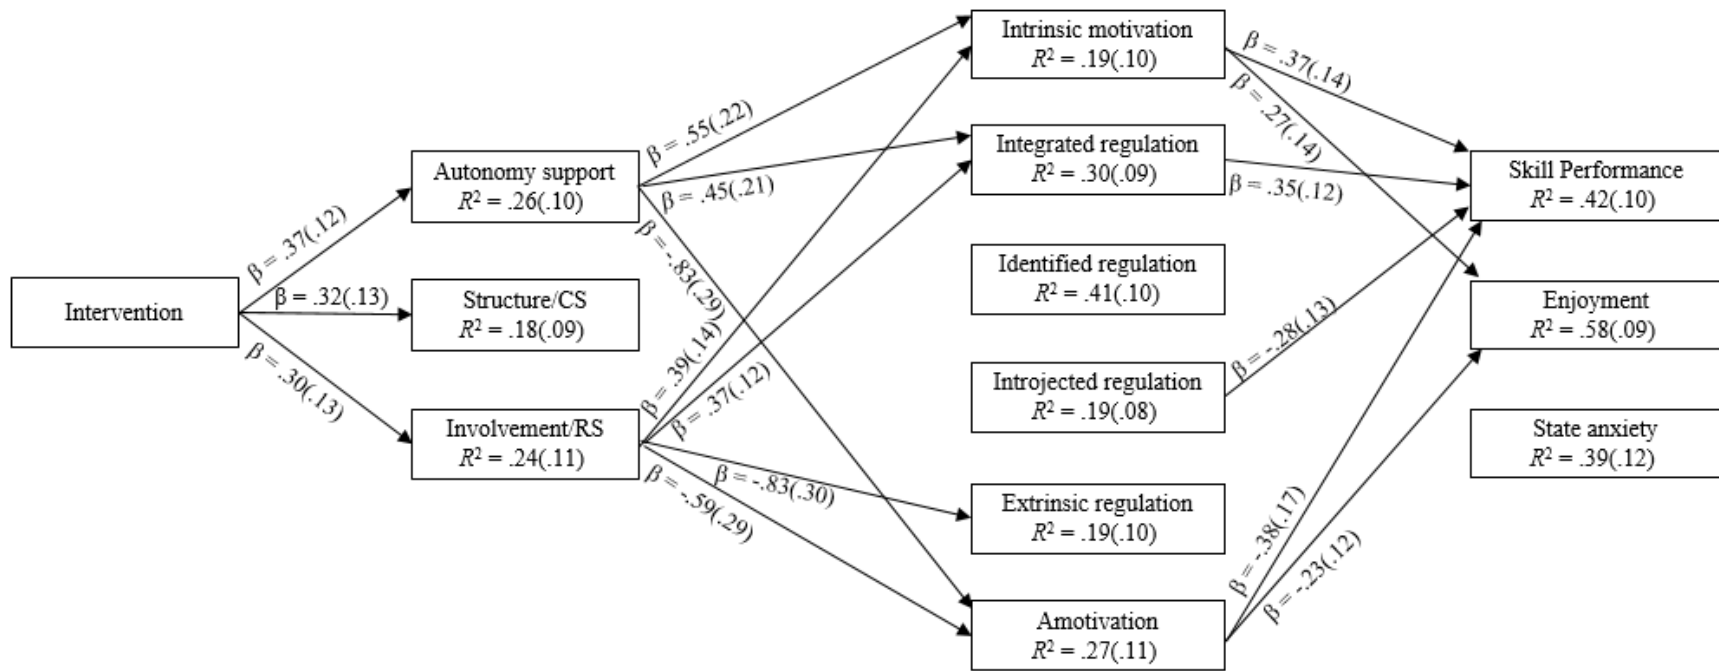 Intervention
β = .37(.12)
β = .32(.13)
β = .30(.13)
Autonomy support
R² = .26(.10)
Structure/CS
R² = .18(.09)
Involvement/RS
R² = .24(.11)
β = .55(.22)
β = .45(.21)
β = -.83(.29)
β = .39(.14)
β = .37(.12)
β = -.83(.30)
β = -.59(.29)
Intrinsic motivation
R² = .19(.10)
Integrated regulation
R² = .30(.09)
Identified regulation
R² = .41(.10)
Introjected regulation
R² = .19(.08)
Extrinsic regulation
R² = .19(.10)
Amotivation
R² = .27(.11)
β = .37(.14)
β = .27(.14)
β = .35(.12)
β = -.28(.13)
β = -.38(.17)
β = -.23(.12)
Skill Performance
R² = .42(.10)
Enjoyment
R² = .58(.09)
State anxiety
R² = .39(.12)